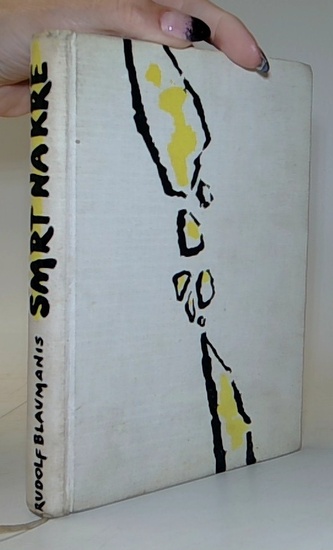 RUDOLF BLAUMANIS
SMRT NA KRE